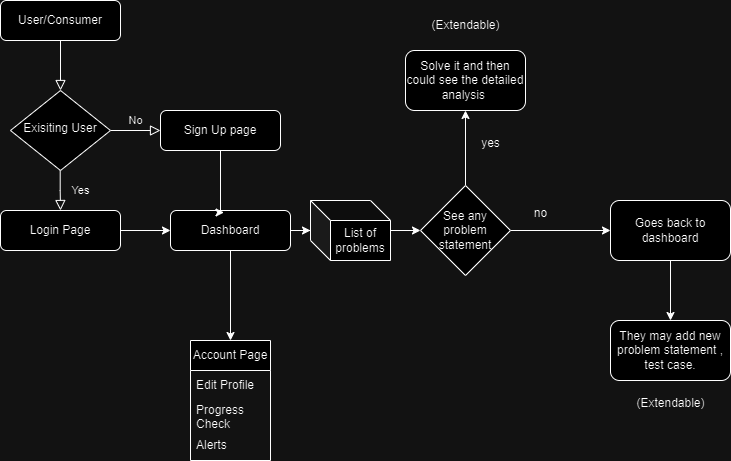 User/Consumer
(Extendable)
Solve it and then
could see the detailed
analysis
Exisiting User
No
Sign Up page
yes
Yes
Login Page
Dashboard
List of
problems
See any
problem
statement
no
Goes back to
dashboard
They may add new
problem statement ,
test case.
(Extendable)
Account Page
Edit Profile
Progress
Check
Alerts